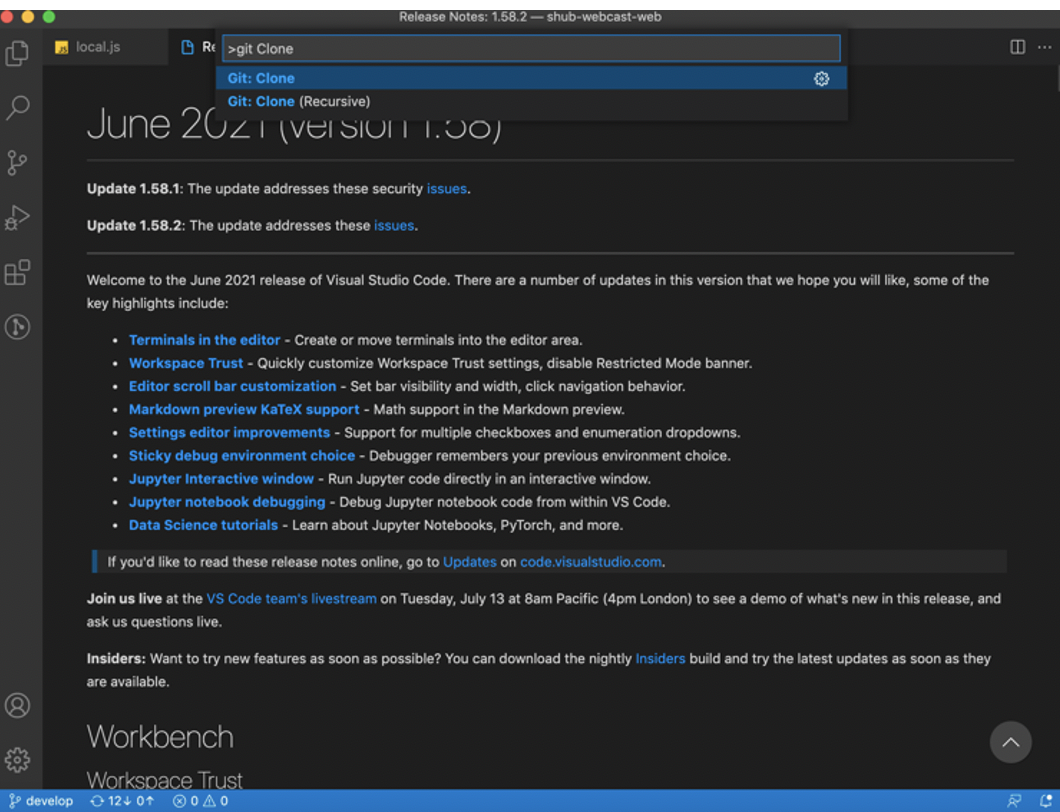 Release Notes: 1.58.2 — shub-webcast-web
local.js
Re
>git Clone
Git: Clone
Git: Clone (Recursive)
June 2021 (version 1.58)
Update 1.58.1: The update addresses these security issues.
Update 1.58.2: The update addresses these issues.
Welcome to the June 2021 release of Visual Studio Code. There are a number of updates in this version that we hope you will like, some of the
key highlights include:
• Terminals in the editor - Create or move terminals into the editor area.
• Workspace Trust - Quickly customize Workspace Trust settings, disable Restricted Mode banner.
• Editor scroll bar customization - Set bar visibility and width, click navigation behavior.
• Markdown preview KaTeX support - Math support in the Markdown preview.
• Settings editor improvements - Support for multiple checkboxes and enumeration dropdowns.
• Sticky debug environment choice - Debugger remembers your previous environment choice.
• Jupyter Interactive window - Run Jupyter code directly in an interactive window.
• Jupyter notebook debugging - Debug Jupyter notebook code from within VS Code.
• Data Science tutorials - Learn about Jupyter Notebooks, PyTorch, and more.
If you'd like to read these release notes online, go to Updates on code.visualstudio.com.
Join us live at the VS Code team's livestream on Tuesday, July 13 at 8am Pacific (4pm London) to see a demo of what's new in this release, and
ask us questions live.
Insiders: Want to try new features as soon as possible? You can download the nightly Insiders build and try the latest updates as soon as they
are available.
Workbench
Workspace Trust
develop 12↓ 0↑ 0 0